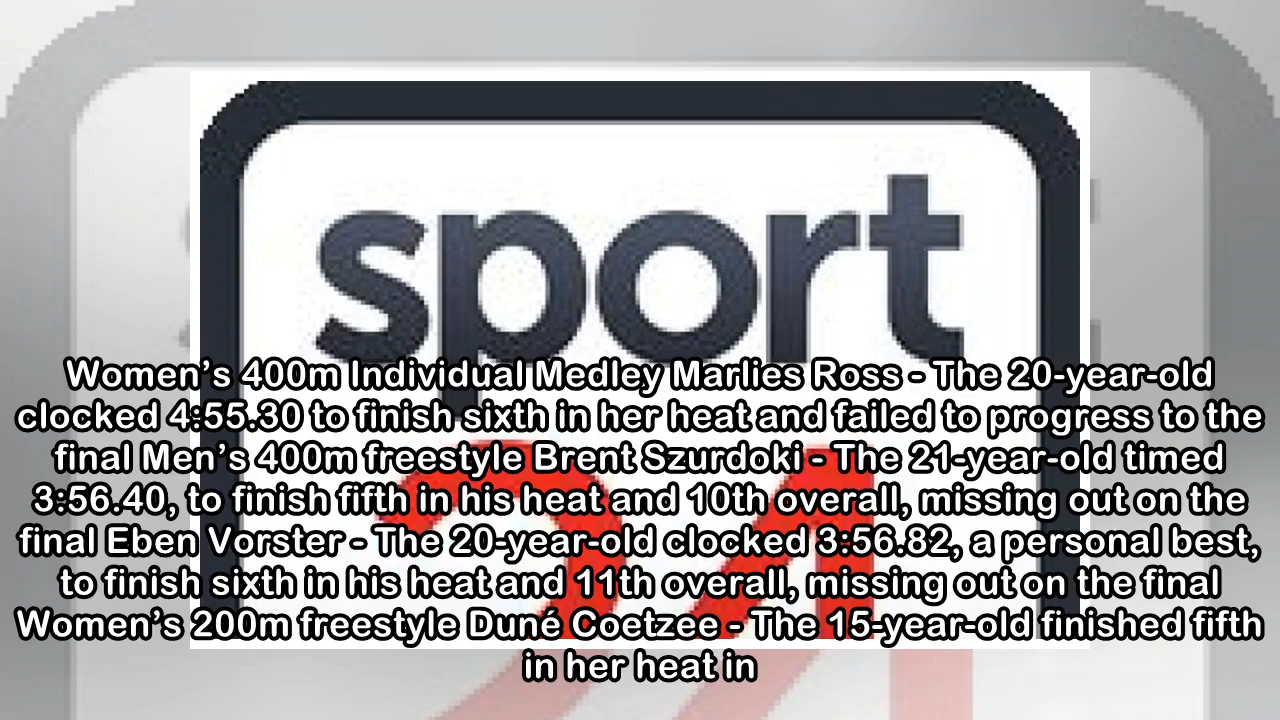 sport
24
Women’s 400m Individual Medley Marlies Ross - The 20-year-old
clocked 4:55.30 to finish sixth in her heat and failed to progress to the
final Men’s 400m freestyle Brent Szurdoki - The 21-year-old timed
3:56.40, to finish fifth in his heat and 10th overall, missing out on the
final Eben Vorster - The 20-year-old clocked 3:56.82, a personal best,
to finish sixth in his heat and 11th overall, missing out on the final
Women’s 200m freestyle Duné Coetzee - The 15-year-old finished fifth
in her heat in